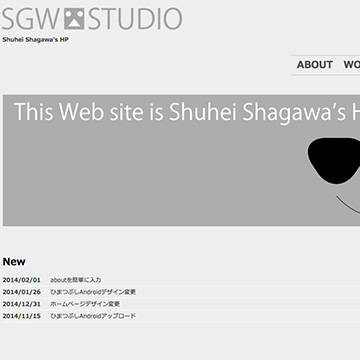 SGW STUDIO
Shuhei Shagawa's HP
ABOUT WO
This Web site is Shuhei Shagawa's H
New
2014/02/01 aboutを簡単に入力
2014/01/26 ひまつぶしAndroidデザイン変更
2014/12/31 ホームページデザイン変更
2014/11/15 ひまつぶしAndroidアップロード